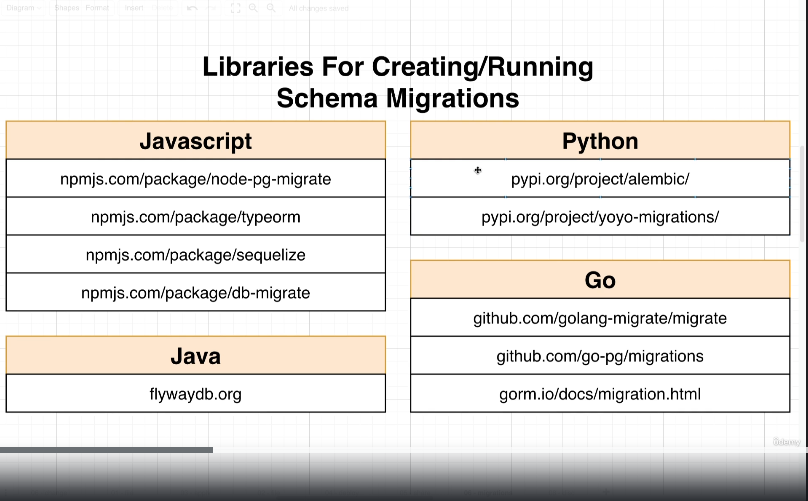 Diagram Shapes Format Insert All changes saved
Libraries For Creating/Running
Schema Migrations
Javascript
npmjs.com/package/node-pg-migrate
npmjs.com/package/typeorm
npmjs.com/package/sequelize
npmjs.com/package/db-migrate
Java
flywaydb.org
Python
pypi.org/project/alembic/
pypi.org/project/yoyo-migrations/
Go
github.com/golang-migrate/migrate
github.com/go-pg/migrations
gorm.io/docs/migration.html
Udemy